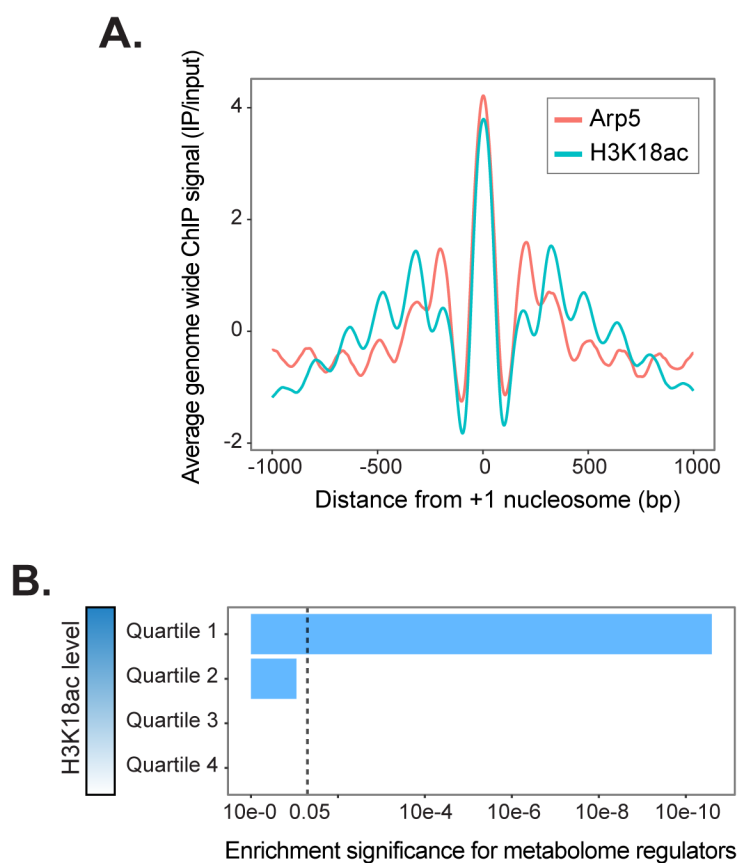 A.
Average genome wide ChIP signal (IP/input)
4
2
0
-2
Arp5
H3K18ac
-1000 -500 0 500 1000
Distance from +1 nucleosome (bp)
B.
H3K18ac level
Quartile 1
Quartile 2
Quartile 3
Quartile 4
10e-0 0.05 10e-4 10e-6 10e-8 10e-10
Enrichment significance for metabolome regulators